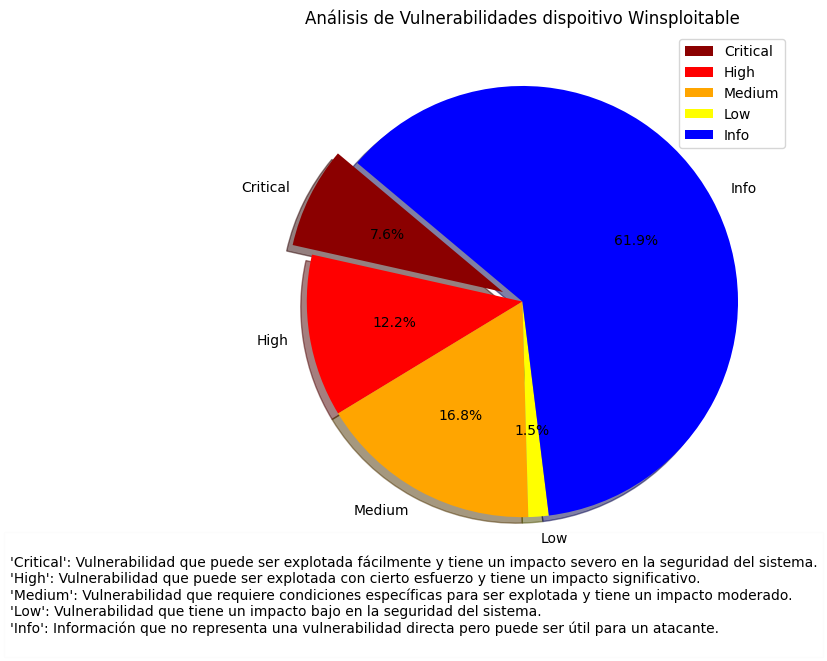 Análisis de Vulnerabilidades dispoitivo Winsploitable
Critical
High
Medium
Low
Info
Critical
7.6%
Info
61.9%
High
12.2%
Medium
16.8%
Low
1.5%
'Critical': Vulnerabilidad que puede ser explotada fácilmente y tiene un impacto severo en la seguridad del sistema.
'High': Vulnerabilidad que puede ser explotada con cierto esfuerzo y tiene un impacto significativo.
'Medium': Vulnerabilidad que requiere condiciones específicas para ser explotada y tiene un impacto moderado.
'Low': Vulnerabilidad que tiene un impacto bajo en la seguridad del sistema.
'Info': Información que no representa una vulnerabilidad directa pero puede ser útil para un atacante.